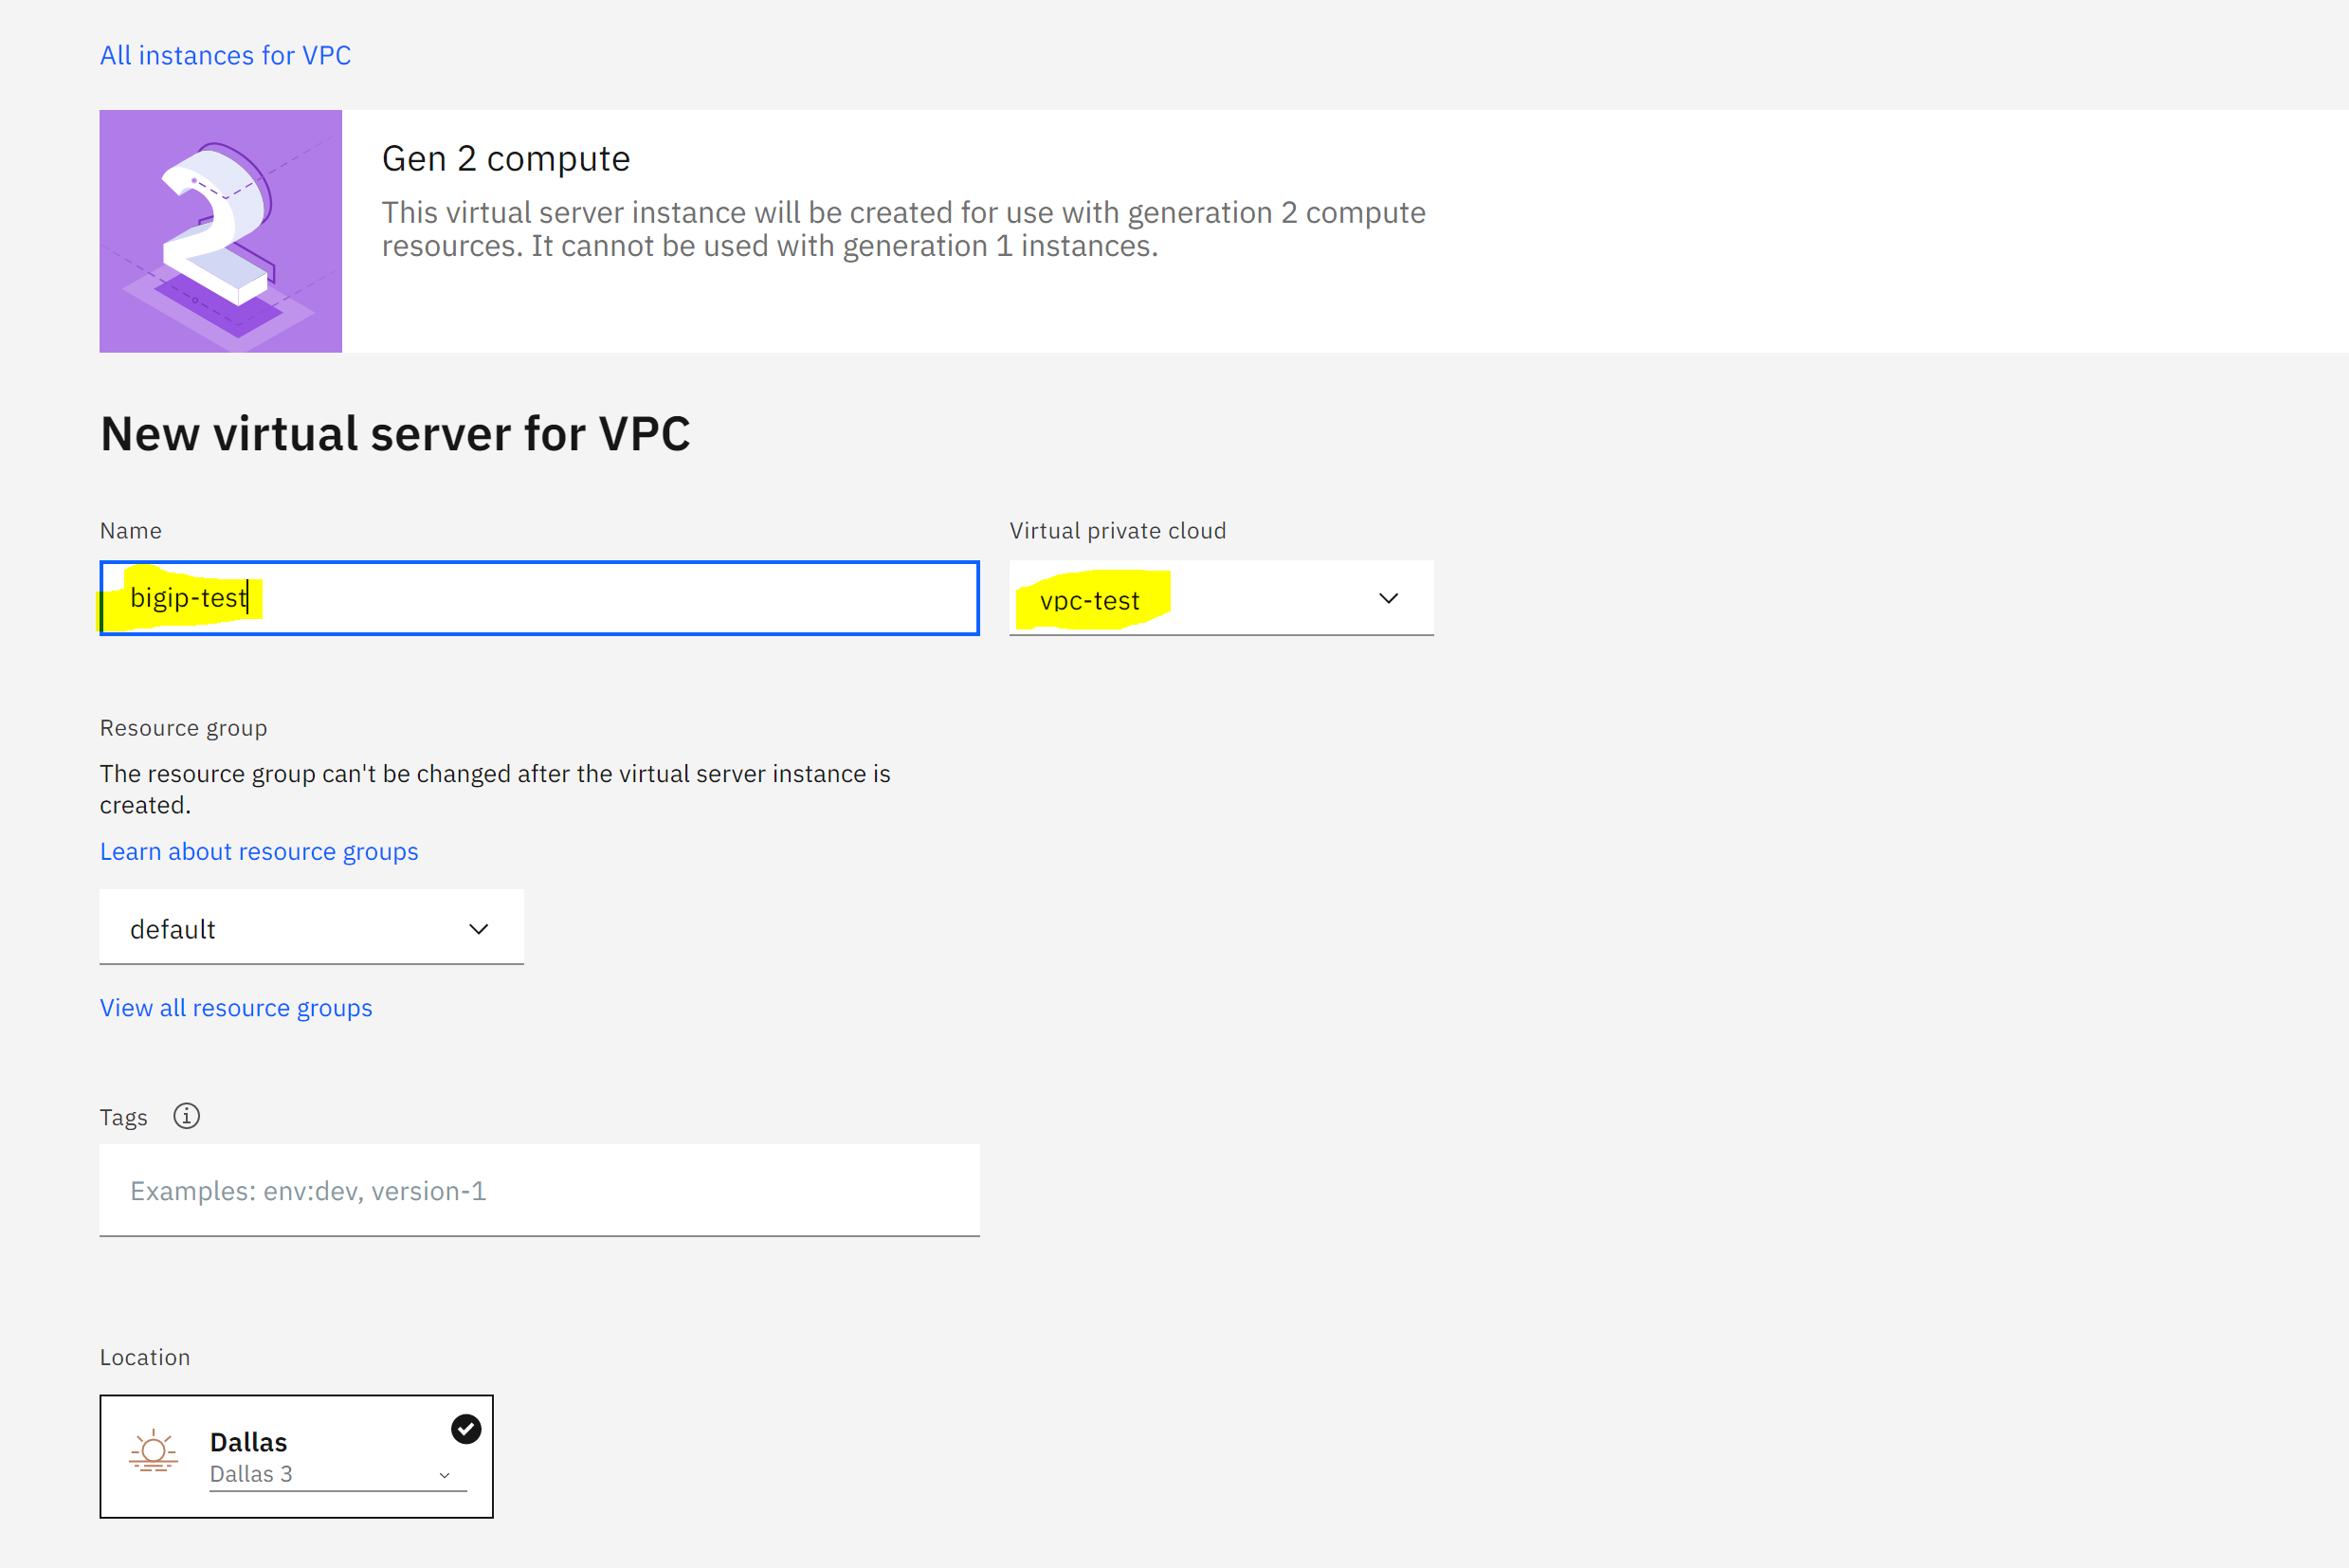 All instances for VPC
Gen 2 compute
This virtual server instance will be created for use with generation 2 compute
resources. It cannot be used with generation 1 instances.
New virtual server for VPC
Name
Virtual private cloud
bigip-test
vpc-test
Resource group
The resource group can't be changed after the virtual server instance is
created.
Learn about resource groups
default
View all resource groups
Tags
Examples: env:dev, version-1
Location
Dallas
Dallas 3